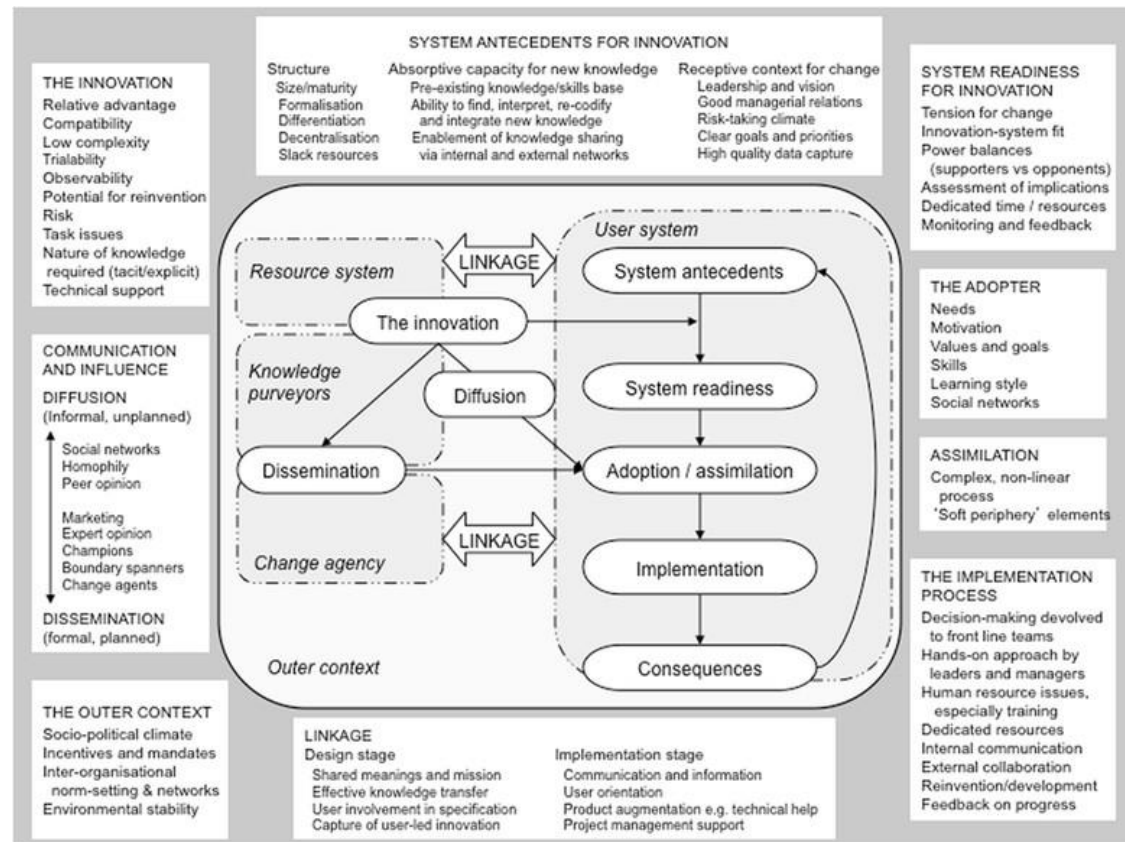 SYSTEM ANTECEDENTS FOR INNOVATION
Structure
Size/maturity
Formalisation
Differentiation
Decentralisation
Slack resources
Absorptive capacity for new knowledge
Pre-existing knowledge/skills base
Ability to find, interpret, re-codify
and integrate new knowledge
Enablement of knowledge sharing
via internal and external networks
Receptive context for change
Leadership and vision
Good managerial relations
Risk-taking climate
Clear goals and priorities
High quality data capture
THE INNOVATION
Relative advantage
Compatibility
Low complexity
Trialability
Observability
Potential for reinvention
Risk
Task issues
Nature of knowledge
required (tacit/explicit)
Technical support
COMMUNICATION
AND INFLUENCE
DIFFUSION
(Informal, unplanned)
Social networks
Homophily
Peer opinion
Marketing
Expert opinion
Champions
Boundary spanners
Change agents
DISSEMINATION
(formal, planned)
THE OUTER CONTEXT
Socio-political climate
Incentives and mandates
Inter-organisational
norm-setting & networks
Environmental stability
Resource system
LINKAGE
User system
System antecedents
The innovation
Knowledge
purveyors
Diffusion
System readiness
Dissemination
Adoption / assimilation
Change agency
LINKAGE
Implementation
Outer context
Consequences
LINKAGE
Design stage
Shared meanings and mission
Effective knowledge transfer
User involvement in specification
Capture of user-led innovation
Implementation stage
Communication and information
User orientation
Product augmentation e.g. technical help
Project management support
SYSTEM READINESS
FOR INNOVATION
Tension for change
Innovation-system fit
Power balances
(supporters vs opponents)
Assessment of implications
Dedicated time / resources
Monitoring and feedback
THE ADOPTER
Needs
Motivation
Values and goals
Skills
Learning style
Social networks
ASSIMILATION
Complex, non-linear
process
‘Soft periphery’ elements
THE IMPLEMENTATION
PROCESS
Decision-making devolved
to front line teams
Hands-on approach by
leaders and managers
Human resource issues,
especially training
Dedicated resources
Internal communication
External collaboration
Reinvention/development
Feedback on progress